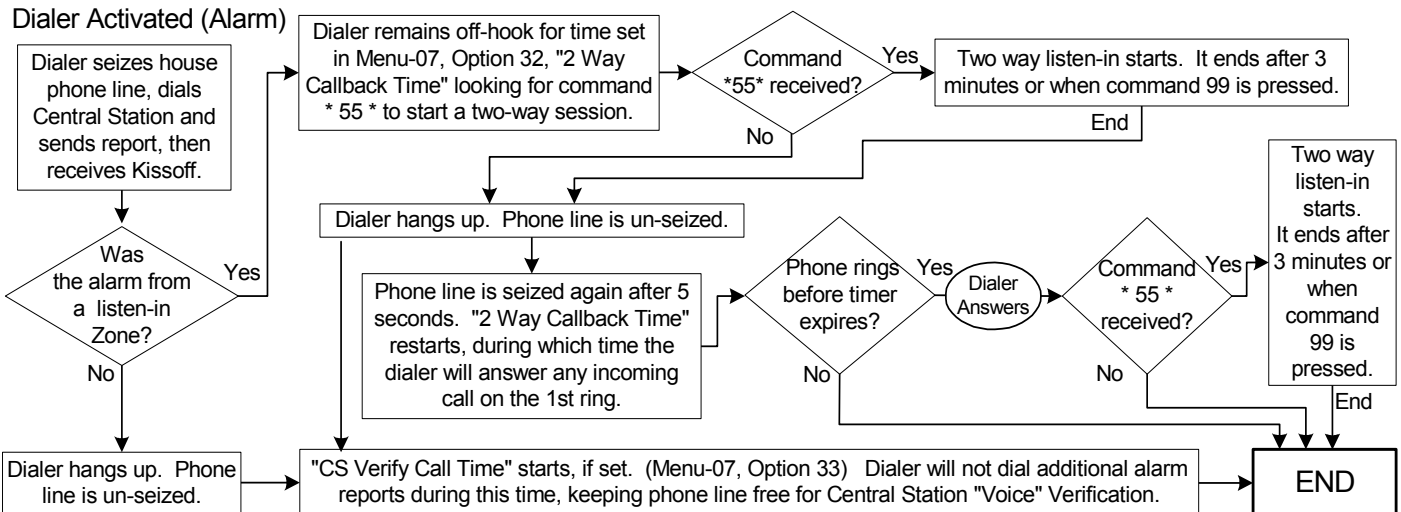 Dialer Activated (Alarm)
Dialer seizes house
phone line, dials
Central Station and
sends report, then
receives Kissoff.
Was
the alarm from
a listen-in
Zone?
Yes
No
Dialer hangs up. Phone
line is un-seized.
Dialer remains off-hook for time set
in Menu-07, Option 32, "2 Way
Callback Time" looking for command
* 55 * to start a two-way session.
Command
*55* received?
Yes
No
Two way listen-in starts. It ends after 3
minutes or when command 99 is pressed.
End
Dialer hangs up. Phone line is un-seized.
Phone line is seized again after 5
seconds. "2 Way Callback Time"
restarts, during which time the
dialer will answer any incoming
call on the 1st ring.
Phone rings
before timer
expires?
Yes
No
Dialer
Answers
Command
* 55 *
received?
Yes
No
Two way
listen-in
starts.
It ends after
3 minutes or
when
command
99 is
pressed.
End
"CS Verify Call Time" starts, if set. (Menu-07, Option 33) Dialer will not dial additional alarm
reports during this time, keeping phone line free for Central Station "Voice" Verification.
END